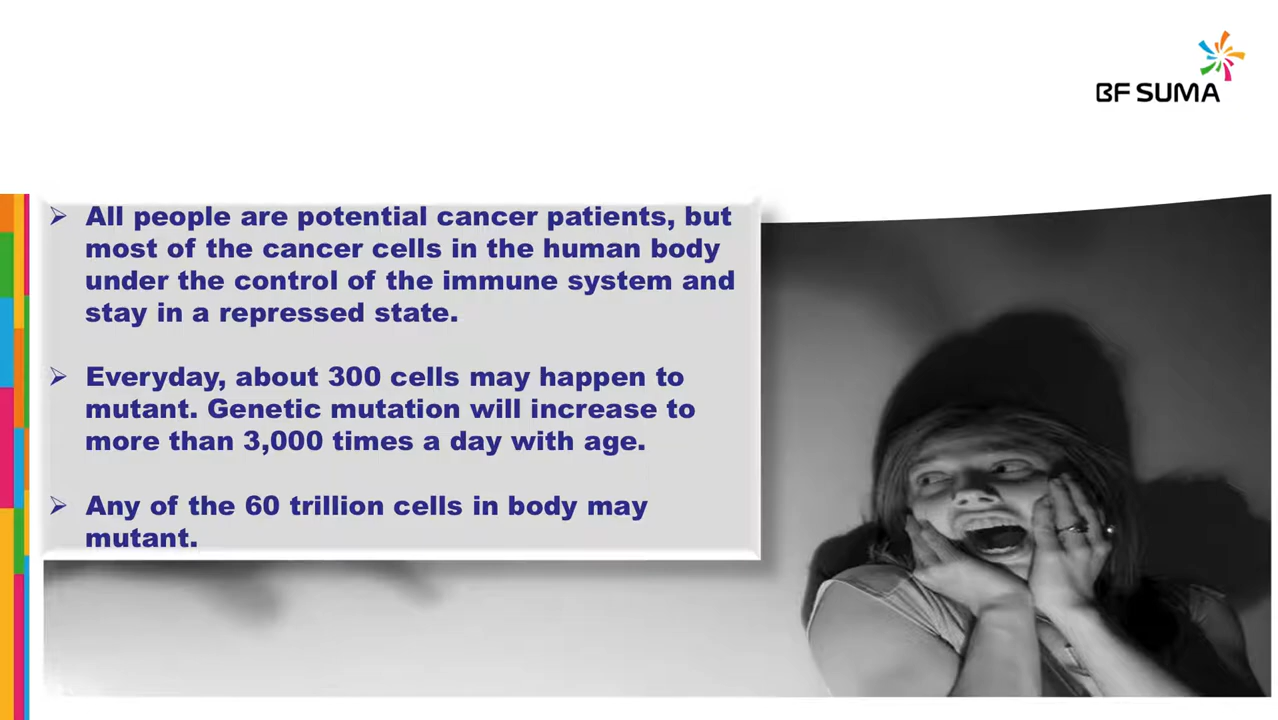 BF SUMA
➢ All people are potential cancer patients, but
most of the cancer cells in the human body
under the control of the immune system and
stay in a repressed state.
➢ Everyday, about 300 cells may happen to
mutant. Genetic mutation will increase to
more than 3,000 times a day with age.
➢ Any of the 60 trillion cells in body may
mutant.